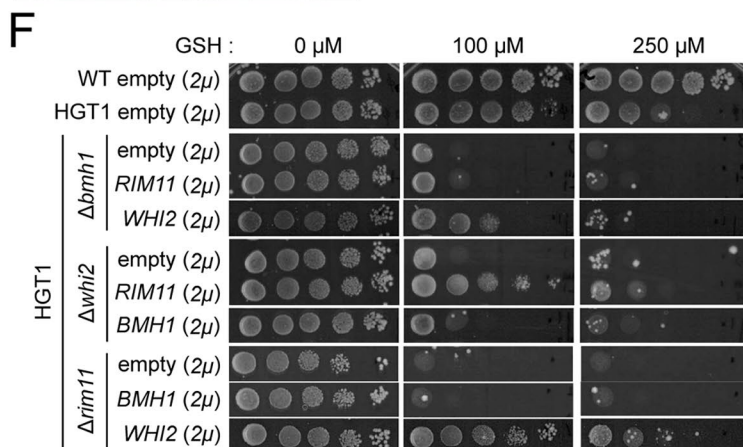 F
GSH : 0 µM 100 µM 250 µM
WT empty (2µ)
HGT1 empty (2µ)
HGT1
Δbmh1
empty (2µ)
RIM11 (2µ)
WHI2 (2µ)
Δwhi2
empty (2µ)
RIM11 (2µ)
BMH1 (2µ)
Δrim11
empty (2µ)
BMH1 (2µ)
WHI2 (2µ)